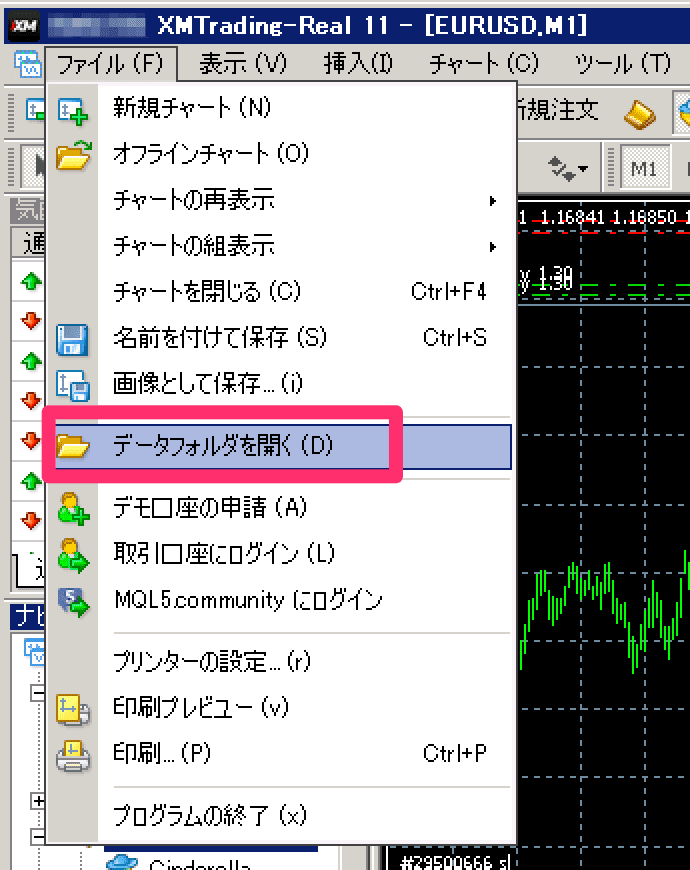 XM XMTrading-Real 11 - [EURUSD,M1]
ファイル (F) 表示 (V) 挿入(I) チャート (C) ツール (T)
新規チャート (N)
規注文
オフラインチャート (O)
M1
チャートの再表示
1 1.16841 1.16850 1
チャートの組表示
通
y 1.30
チャートを閉じる (C) Ctrl+F4
名前を付けて保存 (S) Ctrl+S
画像として保存... (i)
データフォルダを開く (D)
デモ口座の申請 (A)
取引口座にログイン (L)
MQL5.community にログイン
ナビ
プリンターの設定... (r)
印刷プレビュー (v)
印刷... (P) Ctrl+P
プログラムの終了 (x)
Cinderella
#29500666 sl